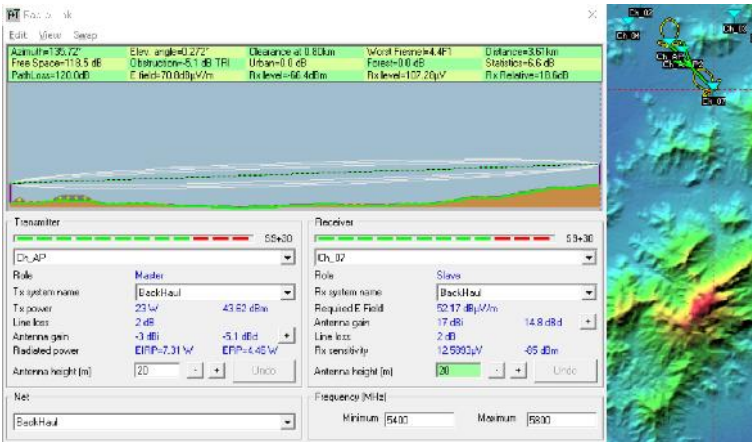 Edit View Swap
Azimuth=135.72° Elev. angle=0.272° Clearance at 0.80km Worst Fresnel=4.4F1 Distance=3.61km
Free Space=118.5 dB Obstruction=-5.1 dB TRI Urban=0.0 dB Forest=0.0 dB Statistics=6.6 dB
PathLoss=120.0dB E field=70.8dBµV/m Rx level=-66.4dBm Rx level=107.20µV Rx Relative=18.6dB
Transmitter
S9+30
Ch_AP
Role Master
Tx system name BackHaul
Tx power 23 W 43.62 dBm
Line loss 2 dB
Antenna gain -3 dBi -5.1 dBd +
Radiated power EIRP=7.31 W ERP=4.46 W
Antenna height (m) 20 - + Undo
Net
BackHaul
Receiver
S9+30
Ch_07
Role Slave
Rx system name BackHaul
Required E Field 52.17 dBµV/m
Antenna gain 17 dBi 14.8 dBd +
Line loss 2 dB
Rx sensitivity 12.5893µV -85 dBm
Antenna height (m) 20 - + Undo
Frequency (MHz)
Minimum 5400 Maximum 5800
Ch_02
Ch_04
Ch_03
Ch_07